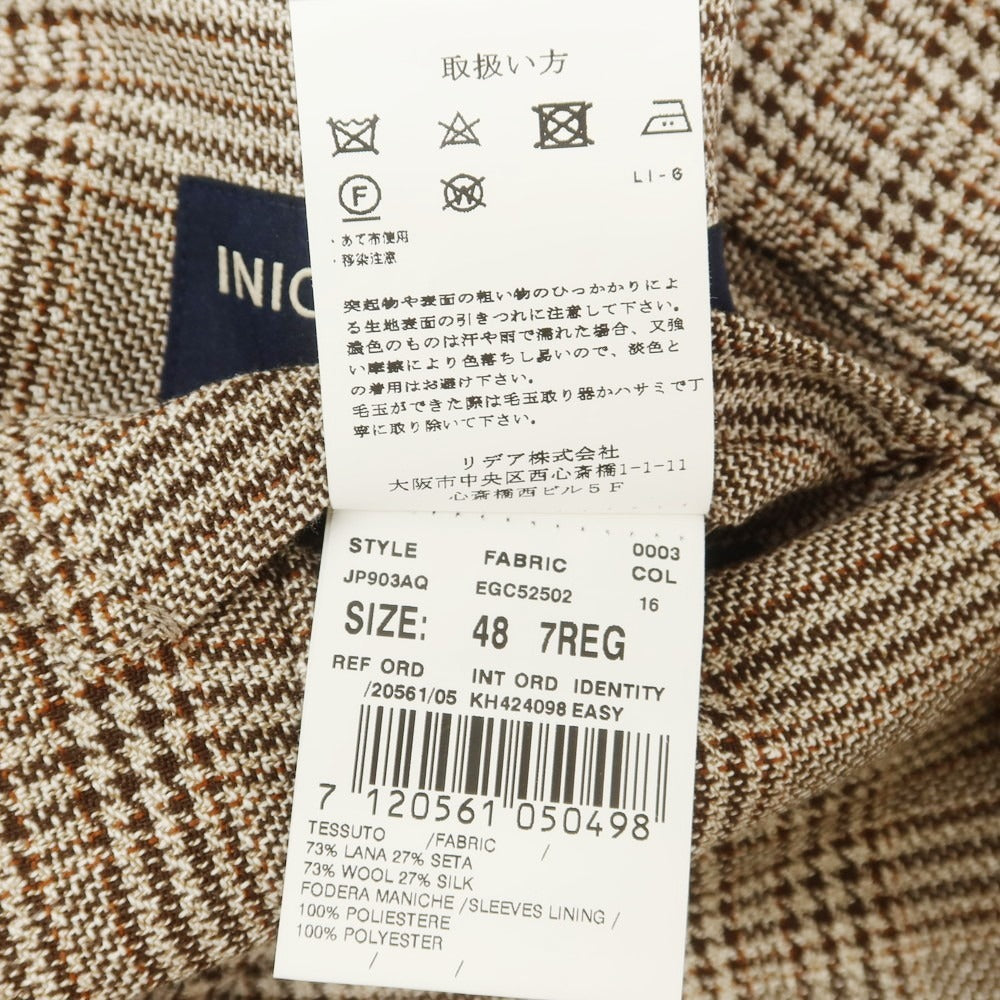 取扱い方
F
W
LI-6
・あて布使用
・移染注意
INIC
突起物や表面の粗い物のひっかかりによ
る生地表面の引きつれに注意して下さい。
濃色のものは汗や雨で濡れた場合、又強
い摩擦により色落ちし易いので、淡色と
の着用はお避け下さい。
毛玉ができた際は毛玉取り器かハサミで丁
寧に取り除いて下さい。
リデア株式会社
大阪市中央区西心斎橋1-1-11
心斎橋西ビル5F
STYLE FABRIC 0003
COL
JP903AQ EGC52502 16
SIZE: 48 7REG
REF ORD INT ORD IDENTITY
/20561/05 KH424098 EASY
7 120561 050498
TESSUTO /FABRIC /
73% LANA 27% SETA
73% WOOL 27% SILK
FODERA MANICHE /SLEEVES LINING /
100% POLIESTERE
100% POLYESTER
/ /